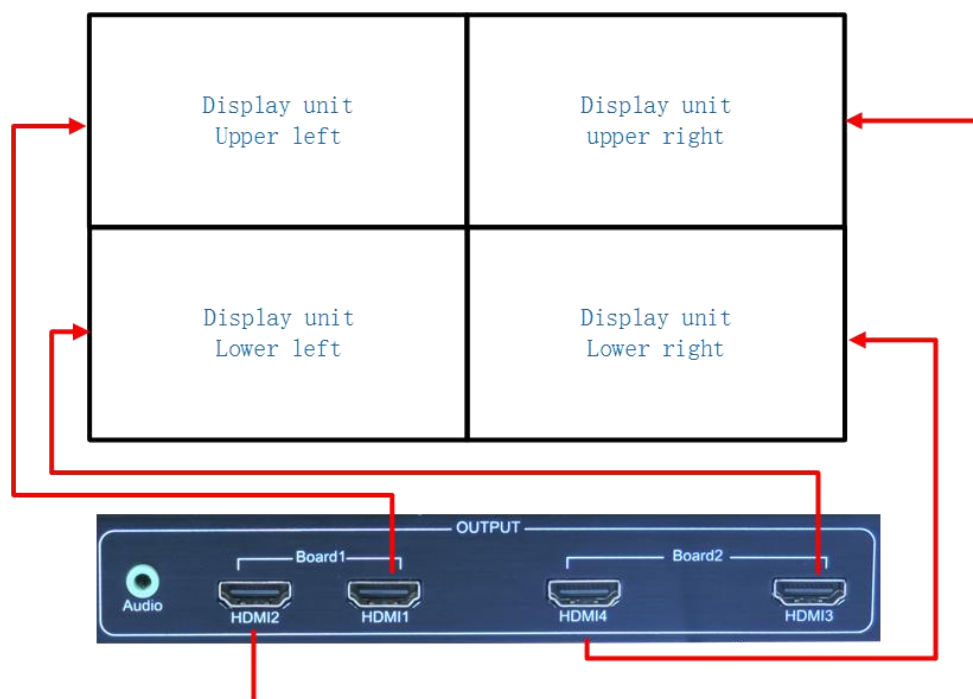 Display unit
Upper left
Display unit
upper right
Display unit
Lower left
Display unit
Lower right
OUTPUT
Board1
Board2
Audio
HDMI2
HDMI1
HDMI4
HDMI3